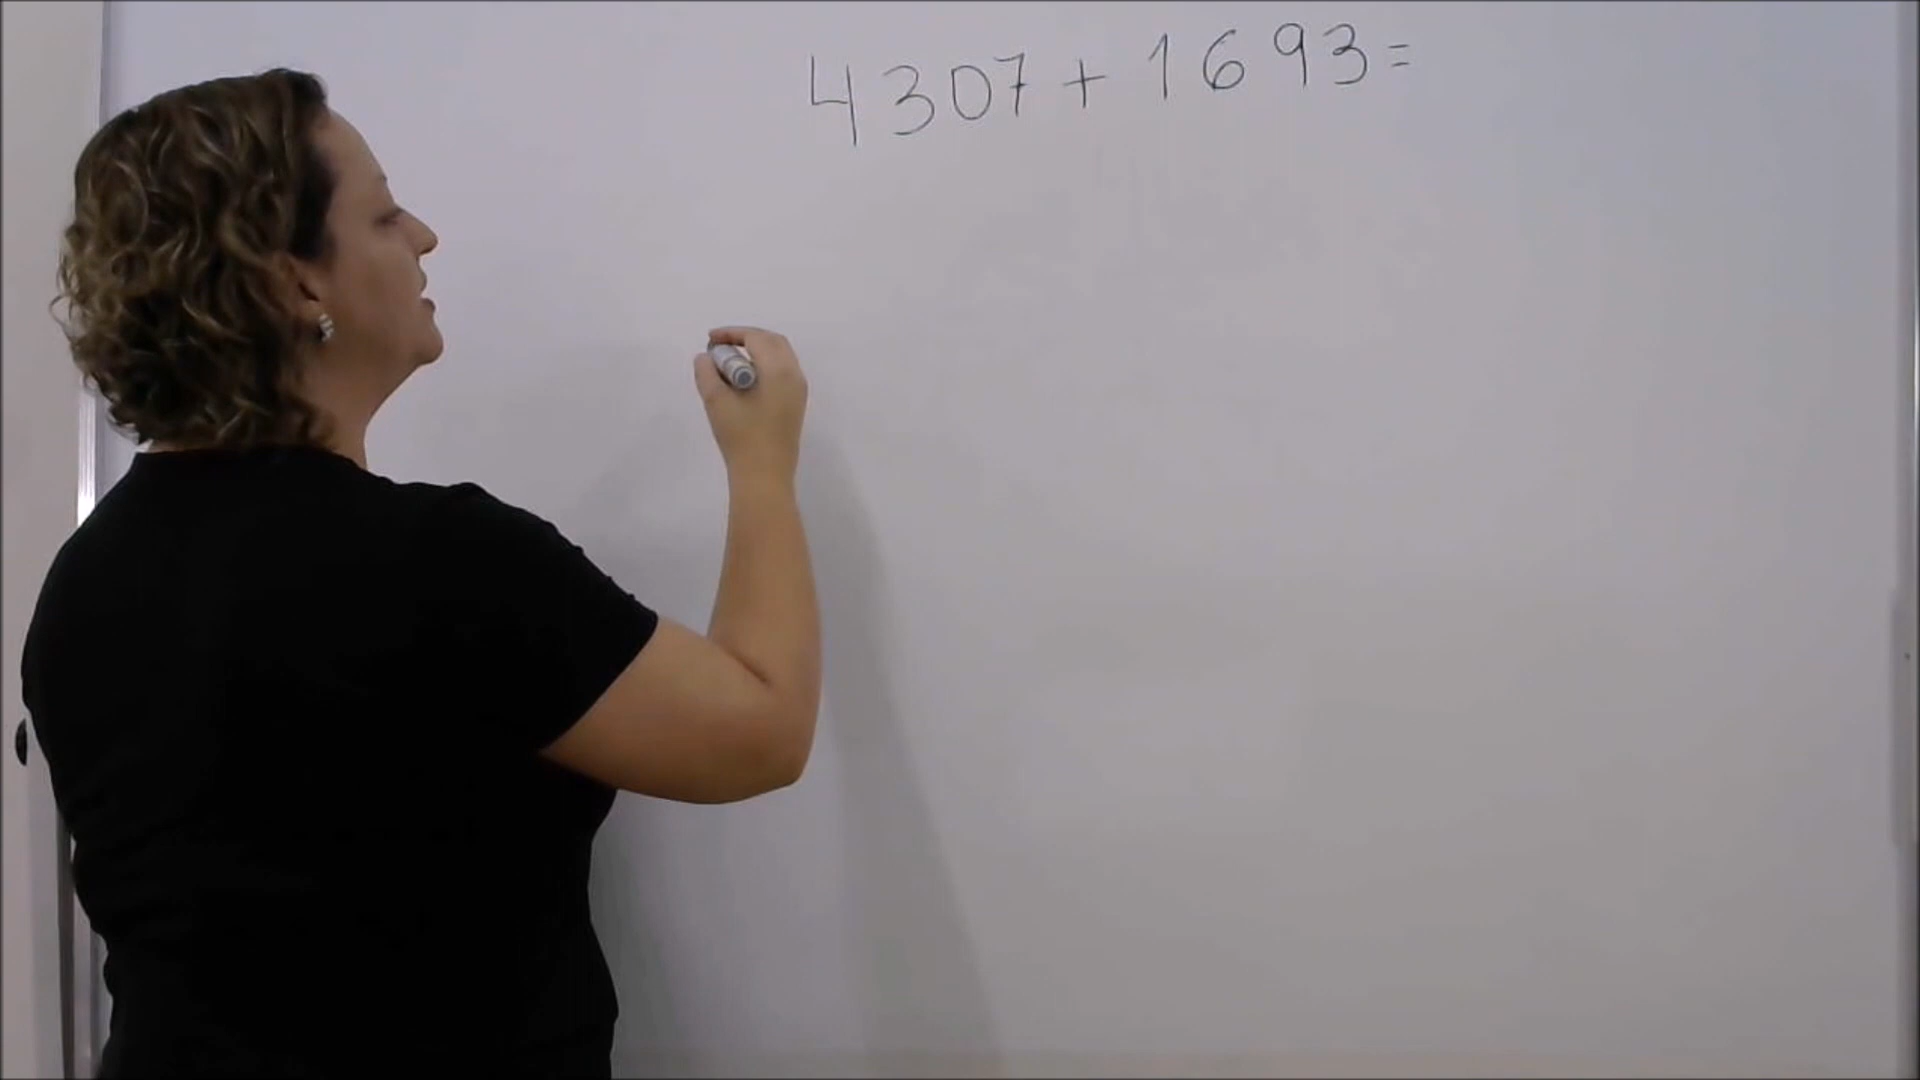 4307 + 1693 =